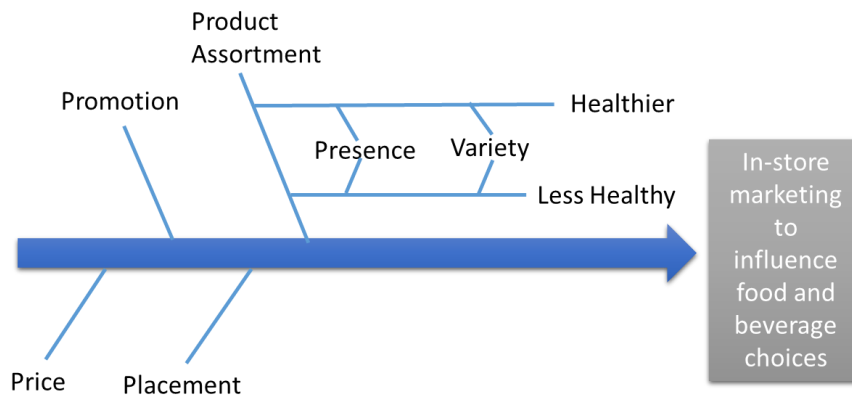 Product
Assortment
Promotion
Healthier
Presence
Variety
Less Healthy
In-store
marketing
to
influence
food and
beverage
choices
Price
Placement